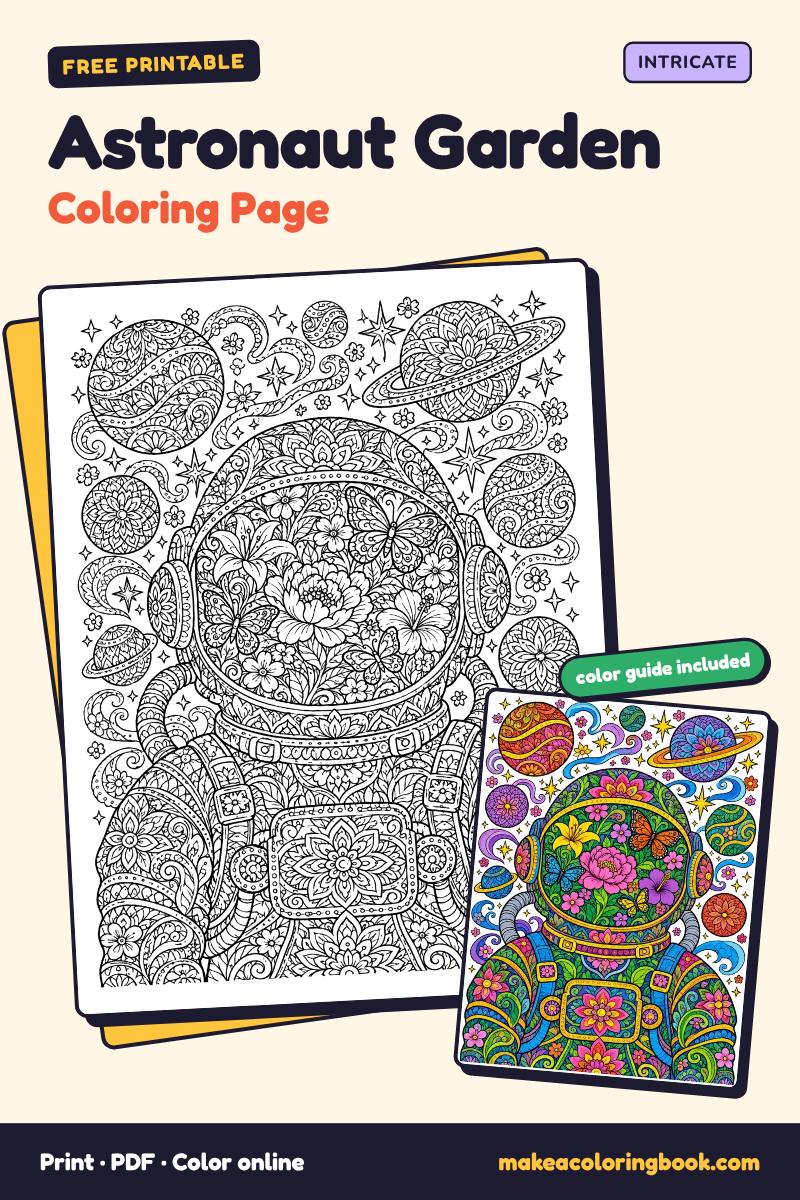 FREE PRINTABLE
INTRICATE
Astronaut Garden
Coloring Page
color guide included
Print · PDF · Color online
makeacoloringbook.com